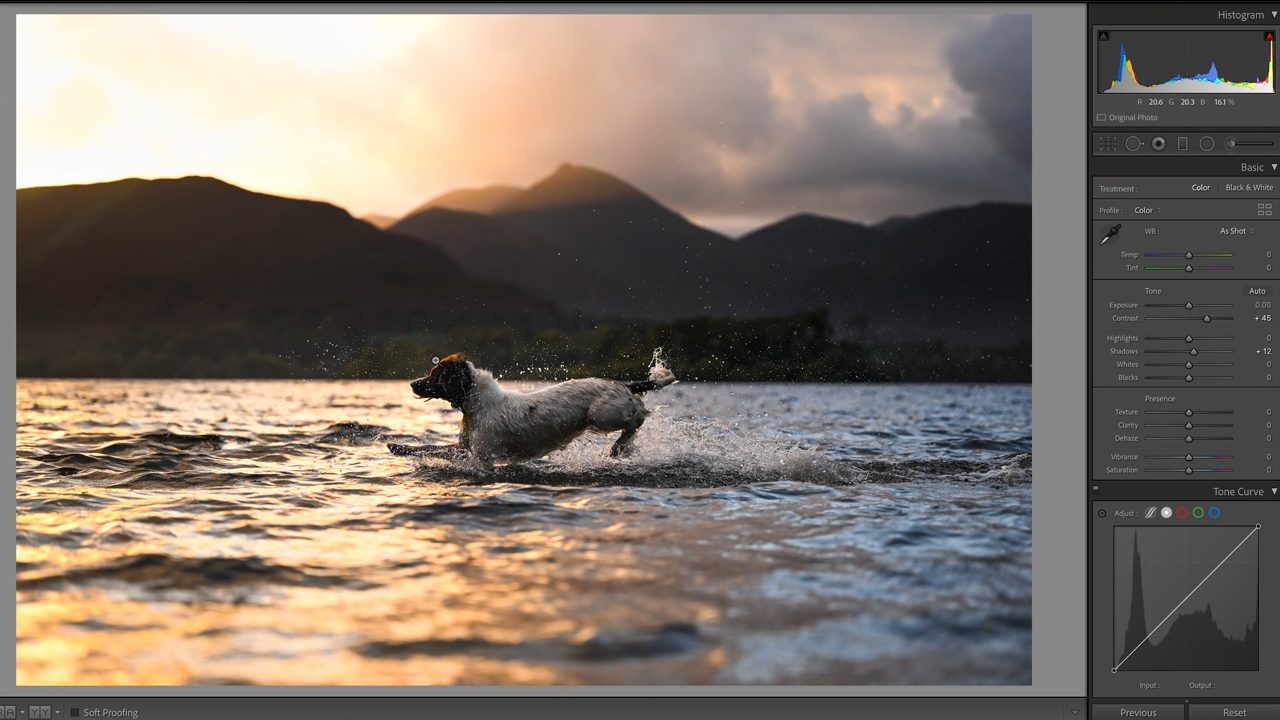 Histogram
R 20.6 G 20.3 B 16.1 %
Original Photo
Basic
Treatment : Color Black & White
Profile : Color
WB : As Shot
Temp 0
Tint 0
Tone Auto
Exposure 0.00
Contrast + 45
Highlights 0
Shadows + 12
Whites 0
Blacks 0
Presence
Texture 0
Clarity 0
Dehaze 0
Vibrance 0
Saturation 0
Tone Curve
Adjust :
Input : Output :
Y Y Soft Proofing
Previous Reset